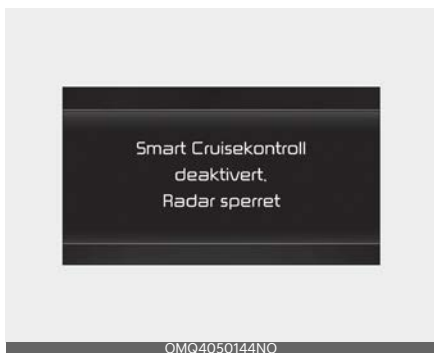 Smart Cruisekontroll
deaktivert,
Radar sperret
OMQ4050144NO